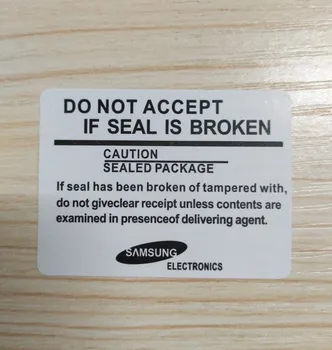 DO NOT ACCEPT
IF SEAL IS BROKEN
CAUTION
SEALED PACKAGE
If seal has been broken of tampered with,
do not giveclear receipt unless contents are
examined in presenceof delivering agent.
SAMSUNG
ELECTRONICS